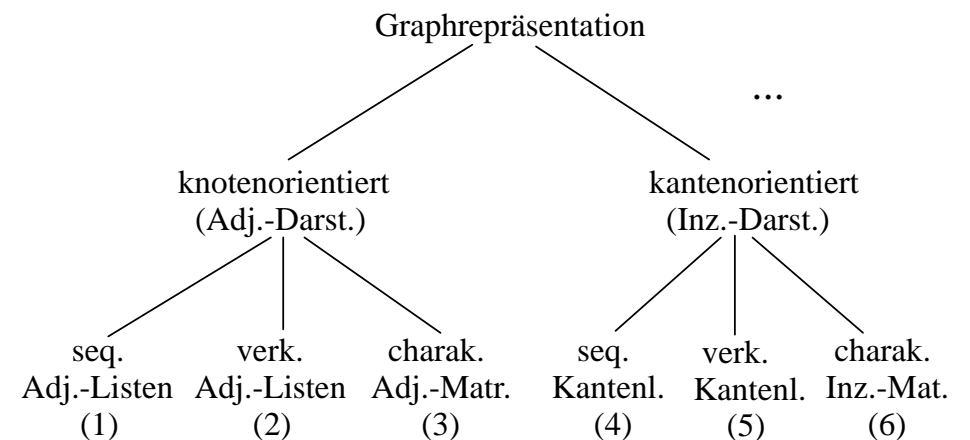 Graphrepräsentation
...
knotenorientiert
(Adj.-Darst.)
kantenorientiert
(Inz.-Darst.)
seq.
Adj.-Listen
(1)
verk.
Adj.-Listen
(2)
charak.
Adj.-Matr.
(3)
seq.
Kantenl.
(4)
verk.
Kantenl.
(5)
charak.
Inz.-Mat.
(6)